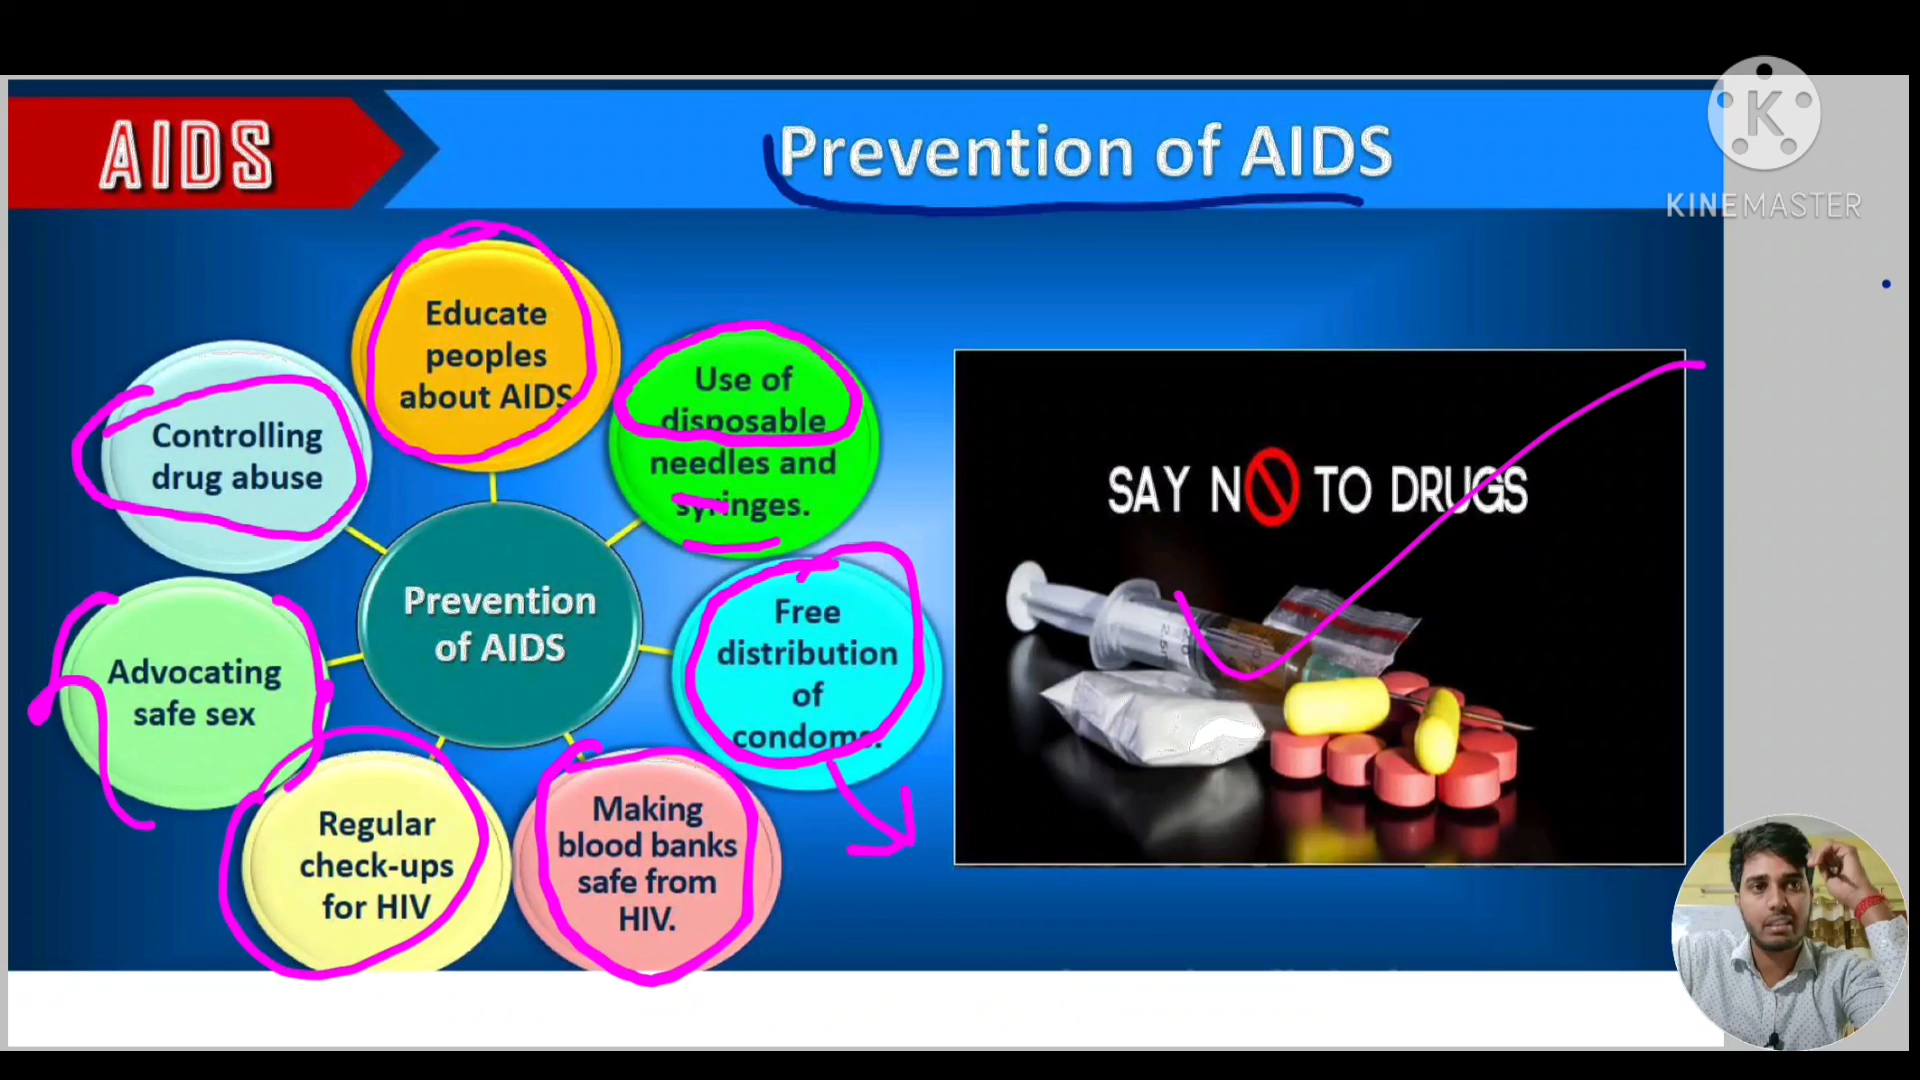 AIDS
Prevention of AIDS
K
KINEMASTER
Educate
peoples
about AIDS
Use of
disposable
needles and
syringes.
Free
distribution
of
condoms.
Making
blood banks
safe from
HIV.
Regular
check-ups
for HIV
Advocating
safe sex
Controlling
drug abuse
Prevention
of AIDS
SAY NO TO DRUGS